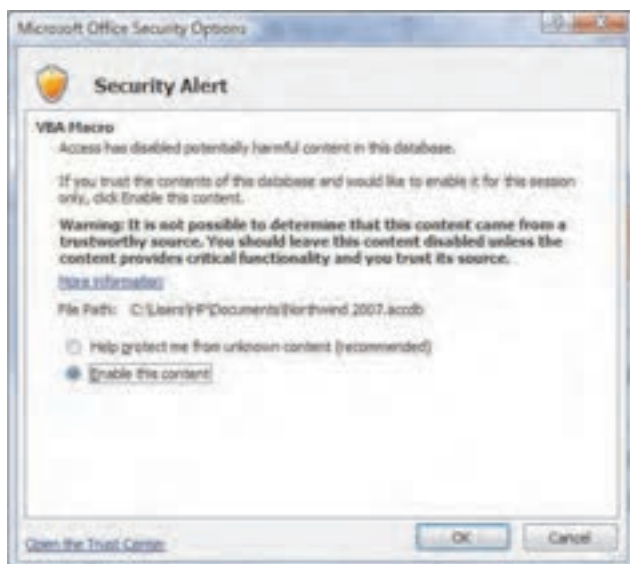 Microsoft Office Security Options
Security Alert
VBA Macro
Access has disabled potentially harmful content in this database.
If you trust the contents of this database and would like to enable it for this session
only, click Enable this content.
Warning: It is not possible to determine that this content came from a
trustworthy source. You should leave this content disabled unless the
content provides critical functionality and you trust its source.
More information
File Path: C:\Users\HP\Documents\Northwind 2007.accdb
Help protect me from unknown content (recommended)
Enable this content
Open the Trust Center
OK
Cancel